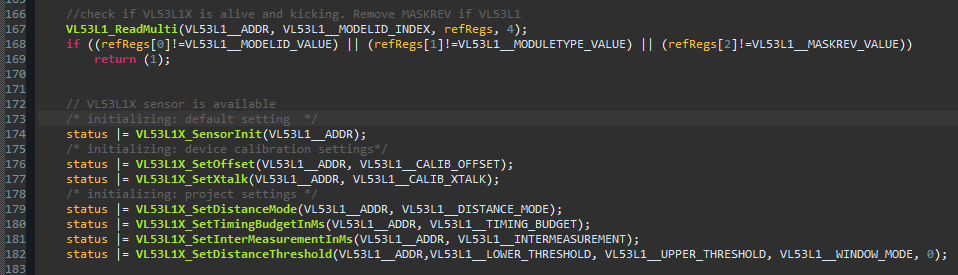 166 //check if VL53L1X is alive and kicking. Remove MASKREV if VL53L1
167 VL53L1_ReadMulti(VL53L1__ADDR, VL53L1__MODELID_INDEX, refRegs, 4);
168 if ((refRegs[0]!=VL53L1__MODELID_VALUE) || (refRegs[1]!=VL53L1__MODULETYPE_VALUE) || (refRegs[2]!=VL53L1__MASKREV_VALUE))
169 return (1);
170
171
172 // VL53L1X sensor is available
173 /* initializing: default setting */
174 status |= VL53L1X_SensorInit(VL53L1__ADDR);
175 /* initializing: device calibration settings*/
176 status |= VL53L1X_SetOffset(VL53L1__ADDR, VL53L1__CALIB_OFFSET);
177 status |= VL53L1X_SetXtalk(VL53L1__ADDR, VL53L1__CALIB_XTALK);
178 /* initializing: project settings */
179 status |= VL53L1X_SetDistanceMode(VL53L1__ADDR, VL53L1__DISTANCE_MODE);
180 status |= VL53L1X_SetTimingBudgetInMs(VL53L1__ADDR, VL53L1__TIMING_BUDGET);
181 status |= VL53L1X_SetInterMeasurementInMs(VL53L1__ADDR, VL53L1__INTERMEASUREMENT);
182 status |= VL53L1X_SetDistanceThreshold(VL53L1__ADDR,VL53L1__LOWER_THRESHOLD, VL53L1__UPPER_THRESHOLD, VL53L1__WINDOW_MODE, 0);
183